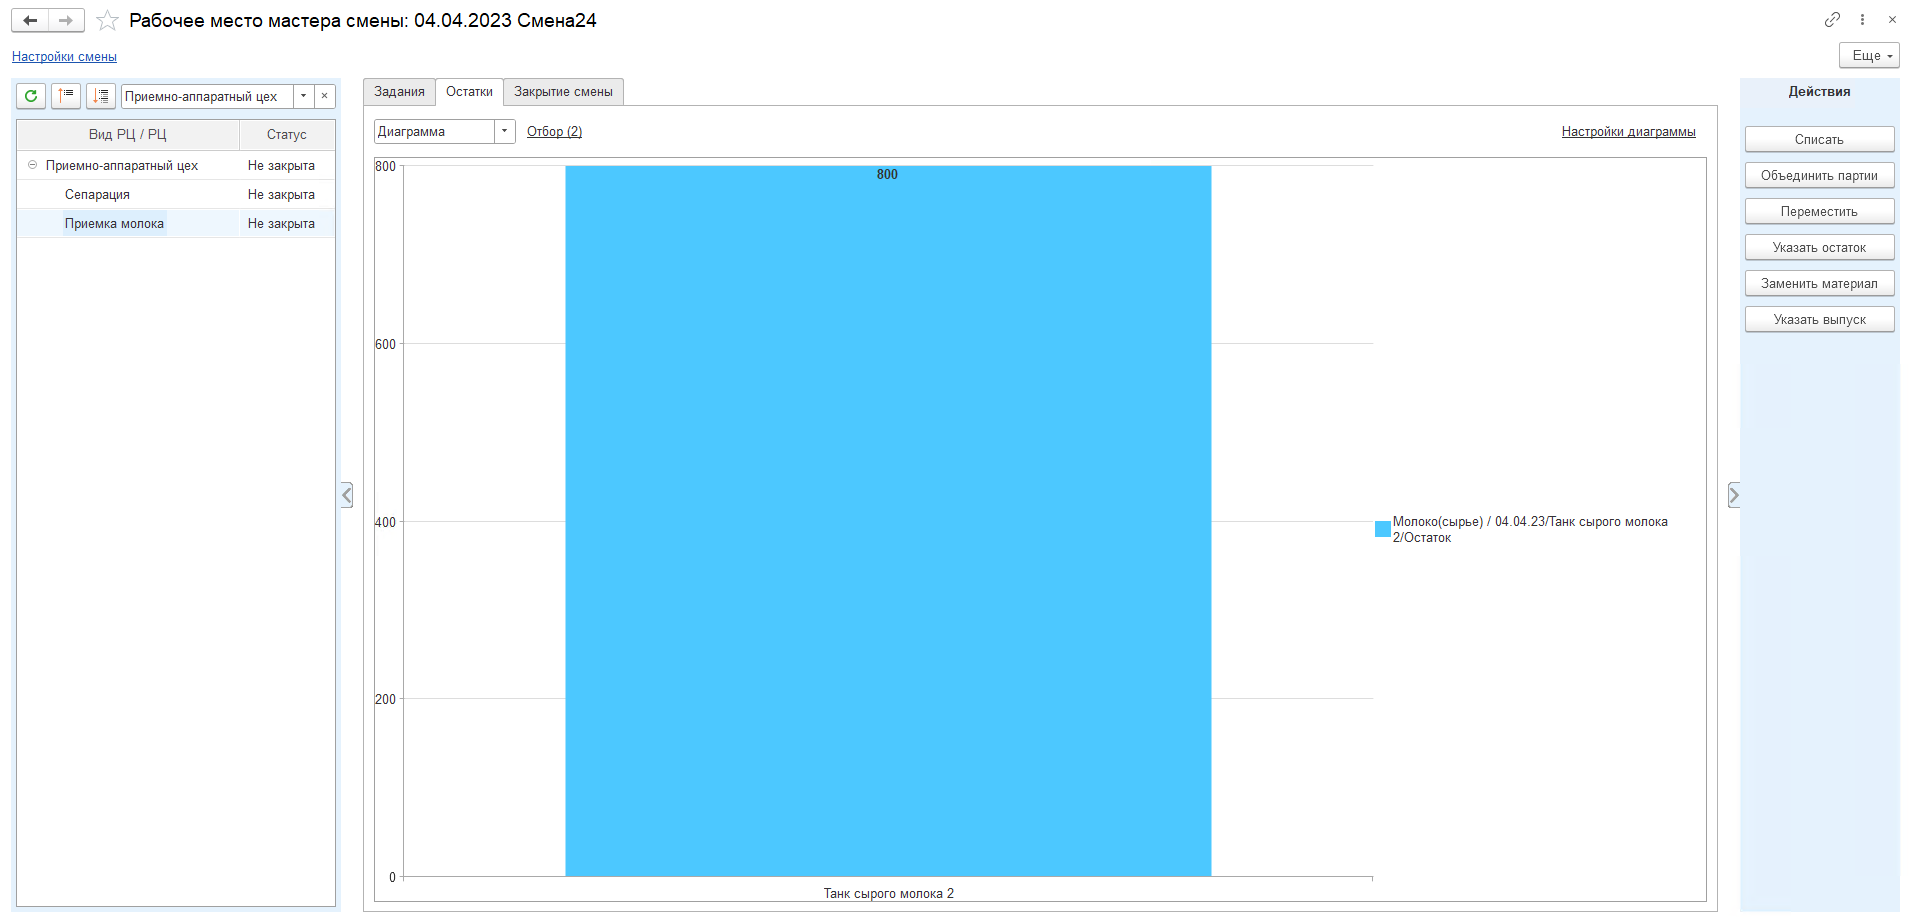 Рабочее место мастера смены: 04.04.2023 Смена24
Настройки смены
Еще
Приемно-аппаратный цех
Вид РЦ / РЦ Статус
Приемно-аппаратный цех Не закрыта
Сепарация Не закрыта
Приемка молока Не закрыта
Задания Остатки Закрытие смены
Диаграмма Отбор (2) Настройки диаграммы
800
800
600
400
200
0
Танк сырого молока 2
Молоко(сырье) / 04.04.23/Танк сырого молока
2/Остаток
Действия
Списать
Объединить партии
Переместить
Указать остаток
Заменить материал
Указать выпуск